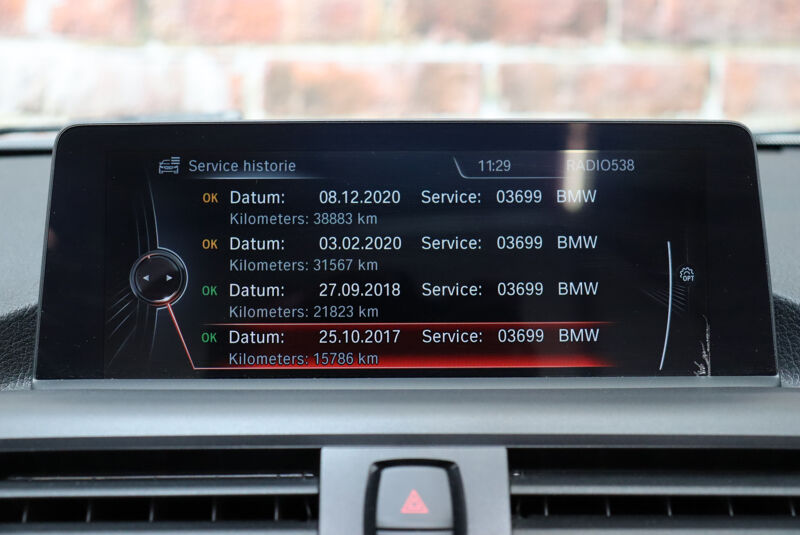 Service historie 11:29 RADIO538
OK Datum: 08.12.2020 Service: 03699 BMW
Kilometers: 38883 km
OK Datum: 03.02.2020 Service: 03699 BMW
Kilometers: 31567 km
OK Datum: 27.09.2018 Service: 03699 BMW
Kilometers: 21823 km
OPT
OK Datum: 25.10.2017 Service: 03699 BMW
Kilometers: 15786 km